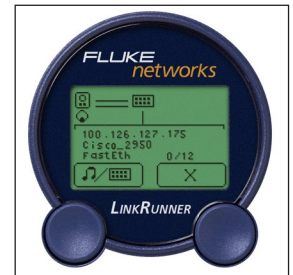 FLUKE
networks
100.126.127.175
Cisco_2950
FastEth 0/12
LINKRUNNER